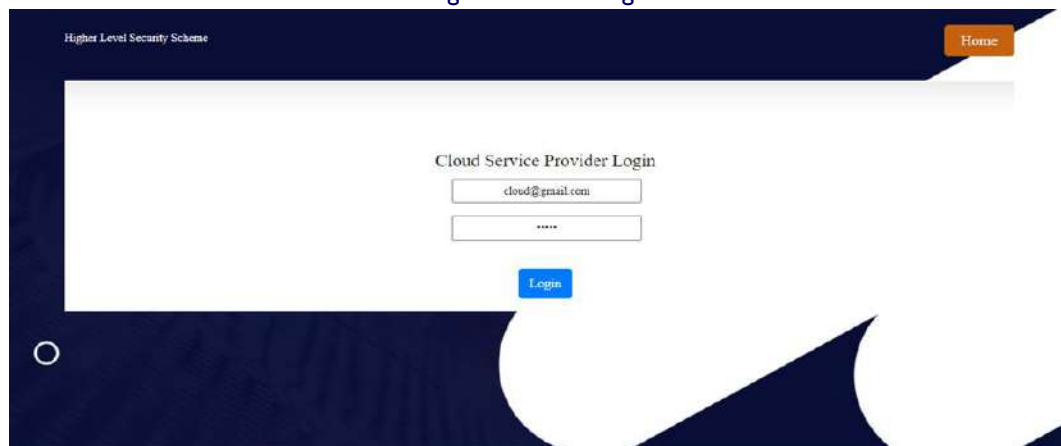 Higher Level Security Scheme
Home
Cloud Service Provider Login
cloud@gmail.com
•••••
Login